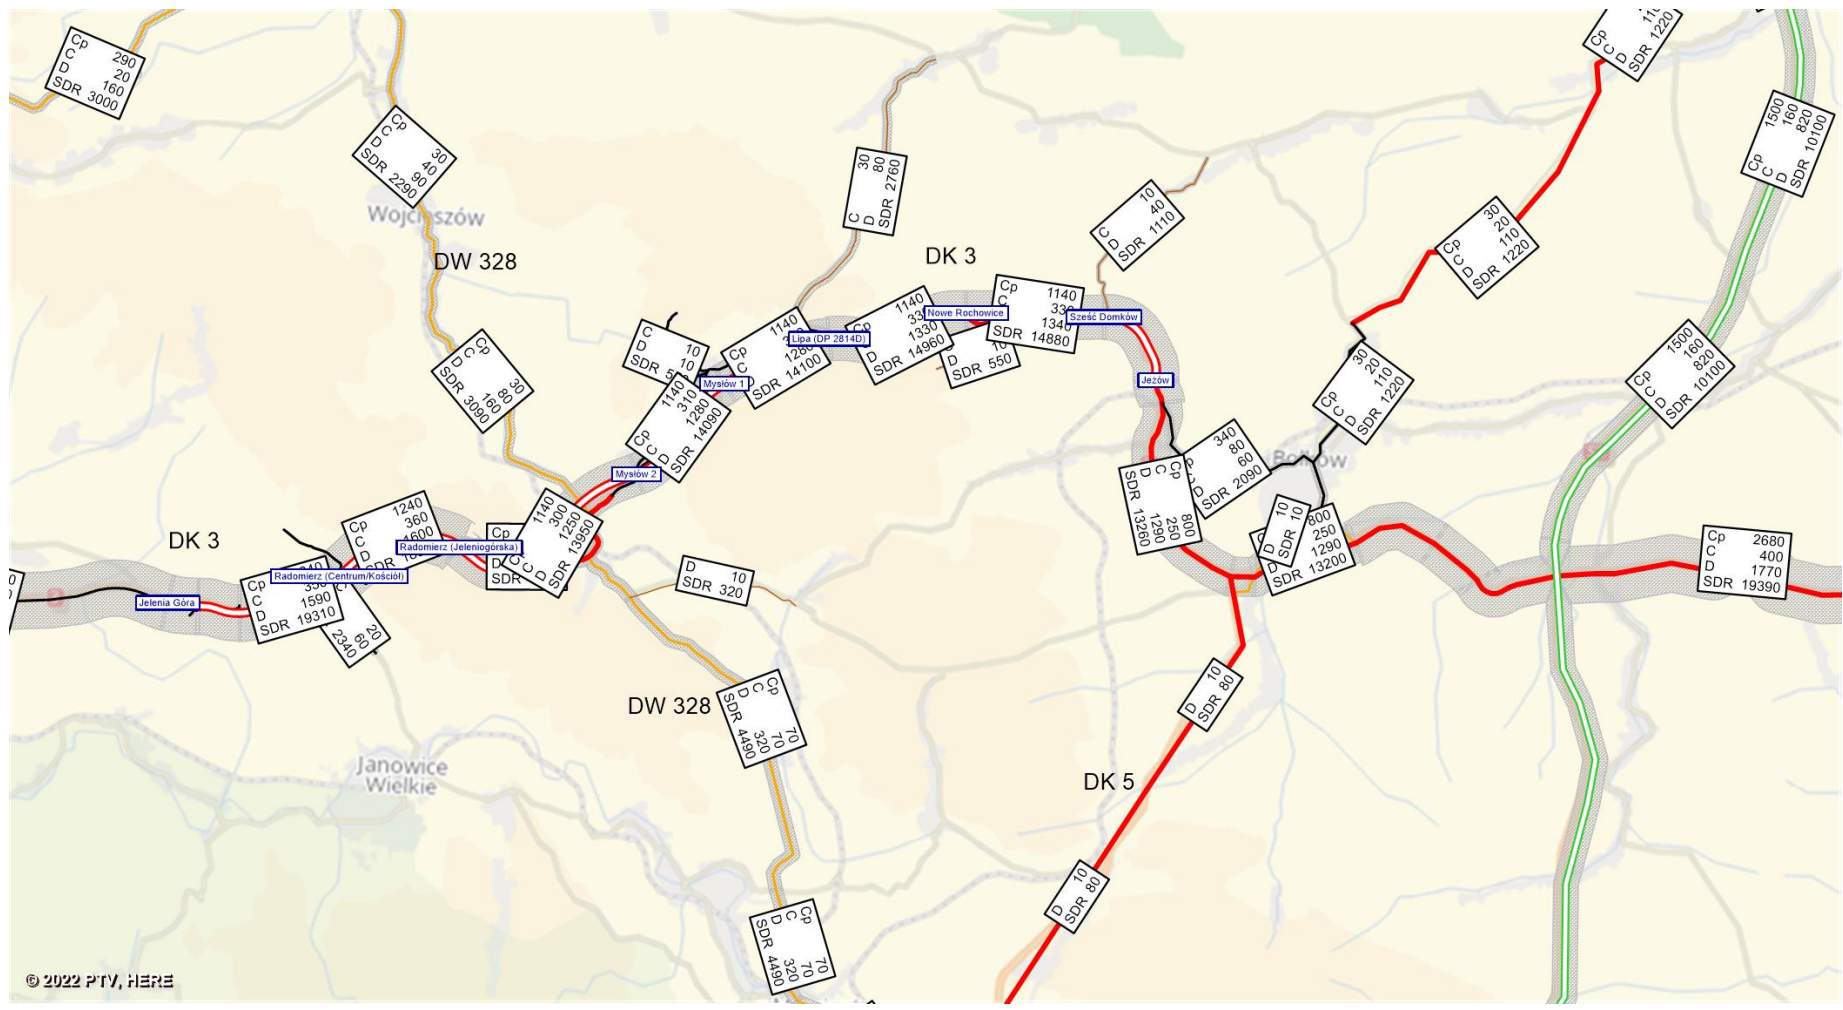 Cp 290
C 20
D 160
SDR 3000
Cp 30
C 40
D 90
SDR 2290
Wojcieszów
DW 328
Cp 30
C 80
D 160
SDR 3090
C 30
D 80
SDR 2760
DK 3
C 10
D 40
SDR 1110
SDR 1220
Cp
C
D
Cp 30
C 20
D 110
SDR 1220
Cp 1500
C 160
D 820
SDR 10100
Cp 1500
C 160
D 820
SDR 10100
Cp 30
C 20
D 110
SDR 1220
C 10
D 10
Cp 1140
C
D 1280
SDR 14100
Lipa (DP 2814D)
Cp 1140
C
D 1330
SDR 14960
Nowe Rochowice
D 10
SDR 550
Cp 1140
C 330
D 1340
SDR 14880
Sześć Domków
Jeżów
Mysłów 1
Cp 1140
C 310
D 1280
SDR 14090
Mysłów 2
340
C 80
D 60
SDR 2090
Bolków
Cp 800
C 250
D 1290
SDR 13260
800
250
D 1290
SDR 13200
D 10
SDR 10
Cp 2680
C 400
D 1770
SDR 19390
DK 3
Cp 1240
C 360
D 1600
SDR
Radomierz (Jeleniogórska)
Cp
C
D
SDR
Cp 1140
C 300
D 1250
SDR 13950
Radomierz (Centrum/Kościół)
Jelenia Góra
Cp
C
D 1590
SDR 19310
20
60
2340
D 10
SDR 320
DW 328
Cp 70
C 70
D 320
SDR 4490
D 10
SDR 80
DK 5
Janowice
Wielkie
D 10
SDR 80
Cp 70
C 70
D 320
SDR 4490
© 2022 PTV, HERE